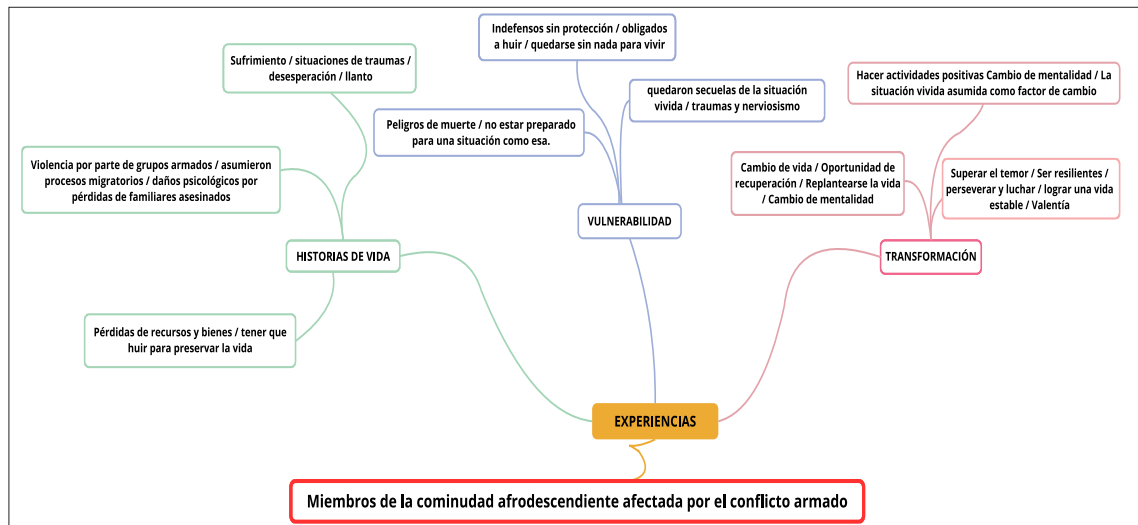 Indefensos sin protección / obligados
a huir / quedarse sin nada para vivir
Sufrimiento / situaciones de traumas /
desesperación / llanto
Hacer actividades positivas Cambio de mentalidad / La
situación vivida asumida como factor de cambio
quedaron secuelas de la situación
vivida / traumas y nerviosismo
Peligros de muerte / no estar preparado
para una situación como esa.
Violencia por parte de grupos armados / asumieron
procesos migratorios / daños psicológicos por
pérdidas de familiares asesinados
Cambio de vida / Oportunidad de
recuperación / Replantearse la vida
/ Cambio de mentalidad
Superar el temor / Ser resilientes /
perseverar y luchar / lograr una vida
estable / Valentía
VULNERABILIDAD
HISTORIAS DE VIDA
TRANSFORMACIÓN
Pérdidas de recursos y bienes / tener que
huir para preservar la vida
EXPERIENCIAS
Miembros de la cominudad afrodescendiente afectada por el conflicto armado